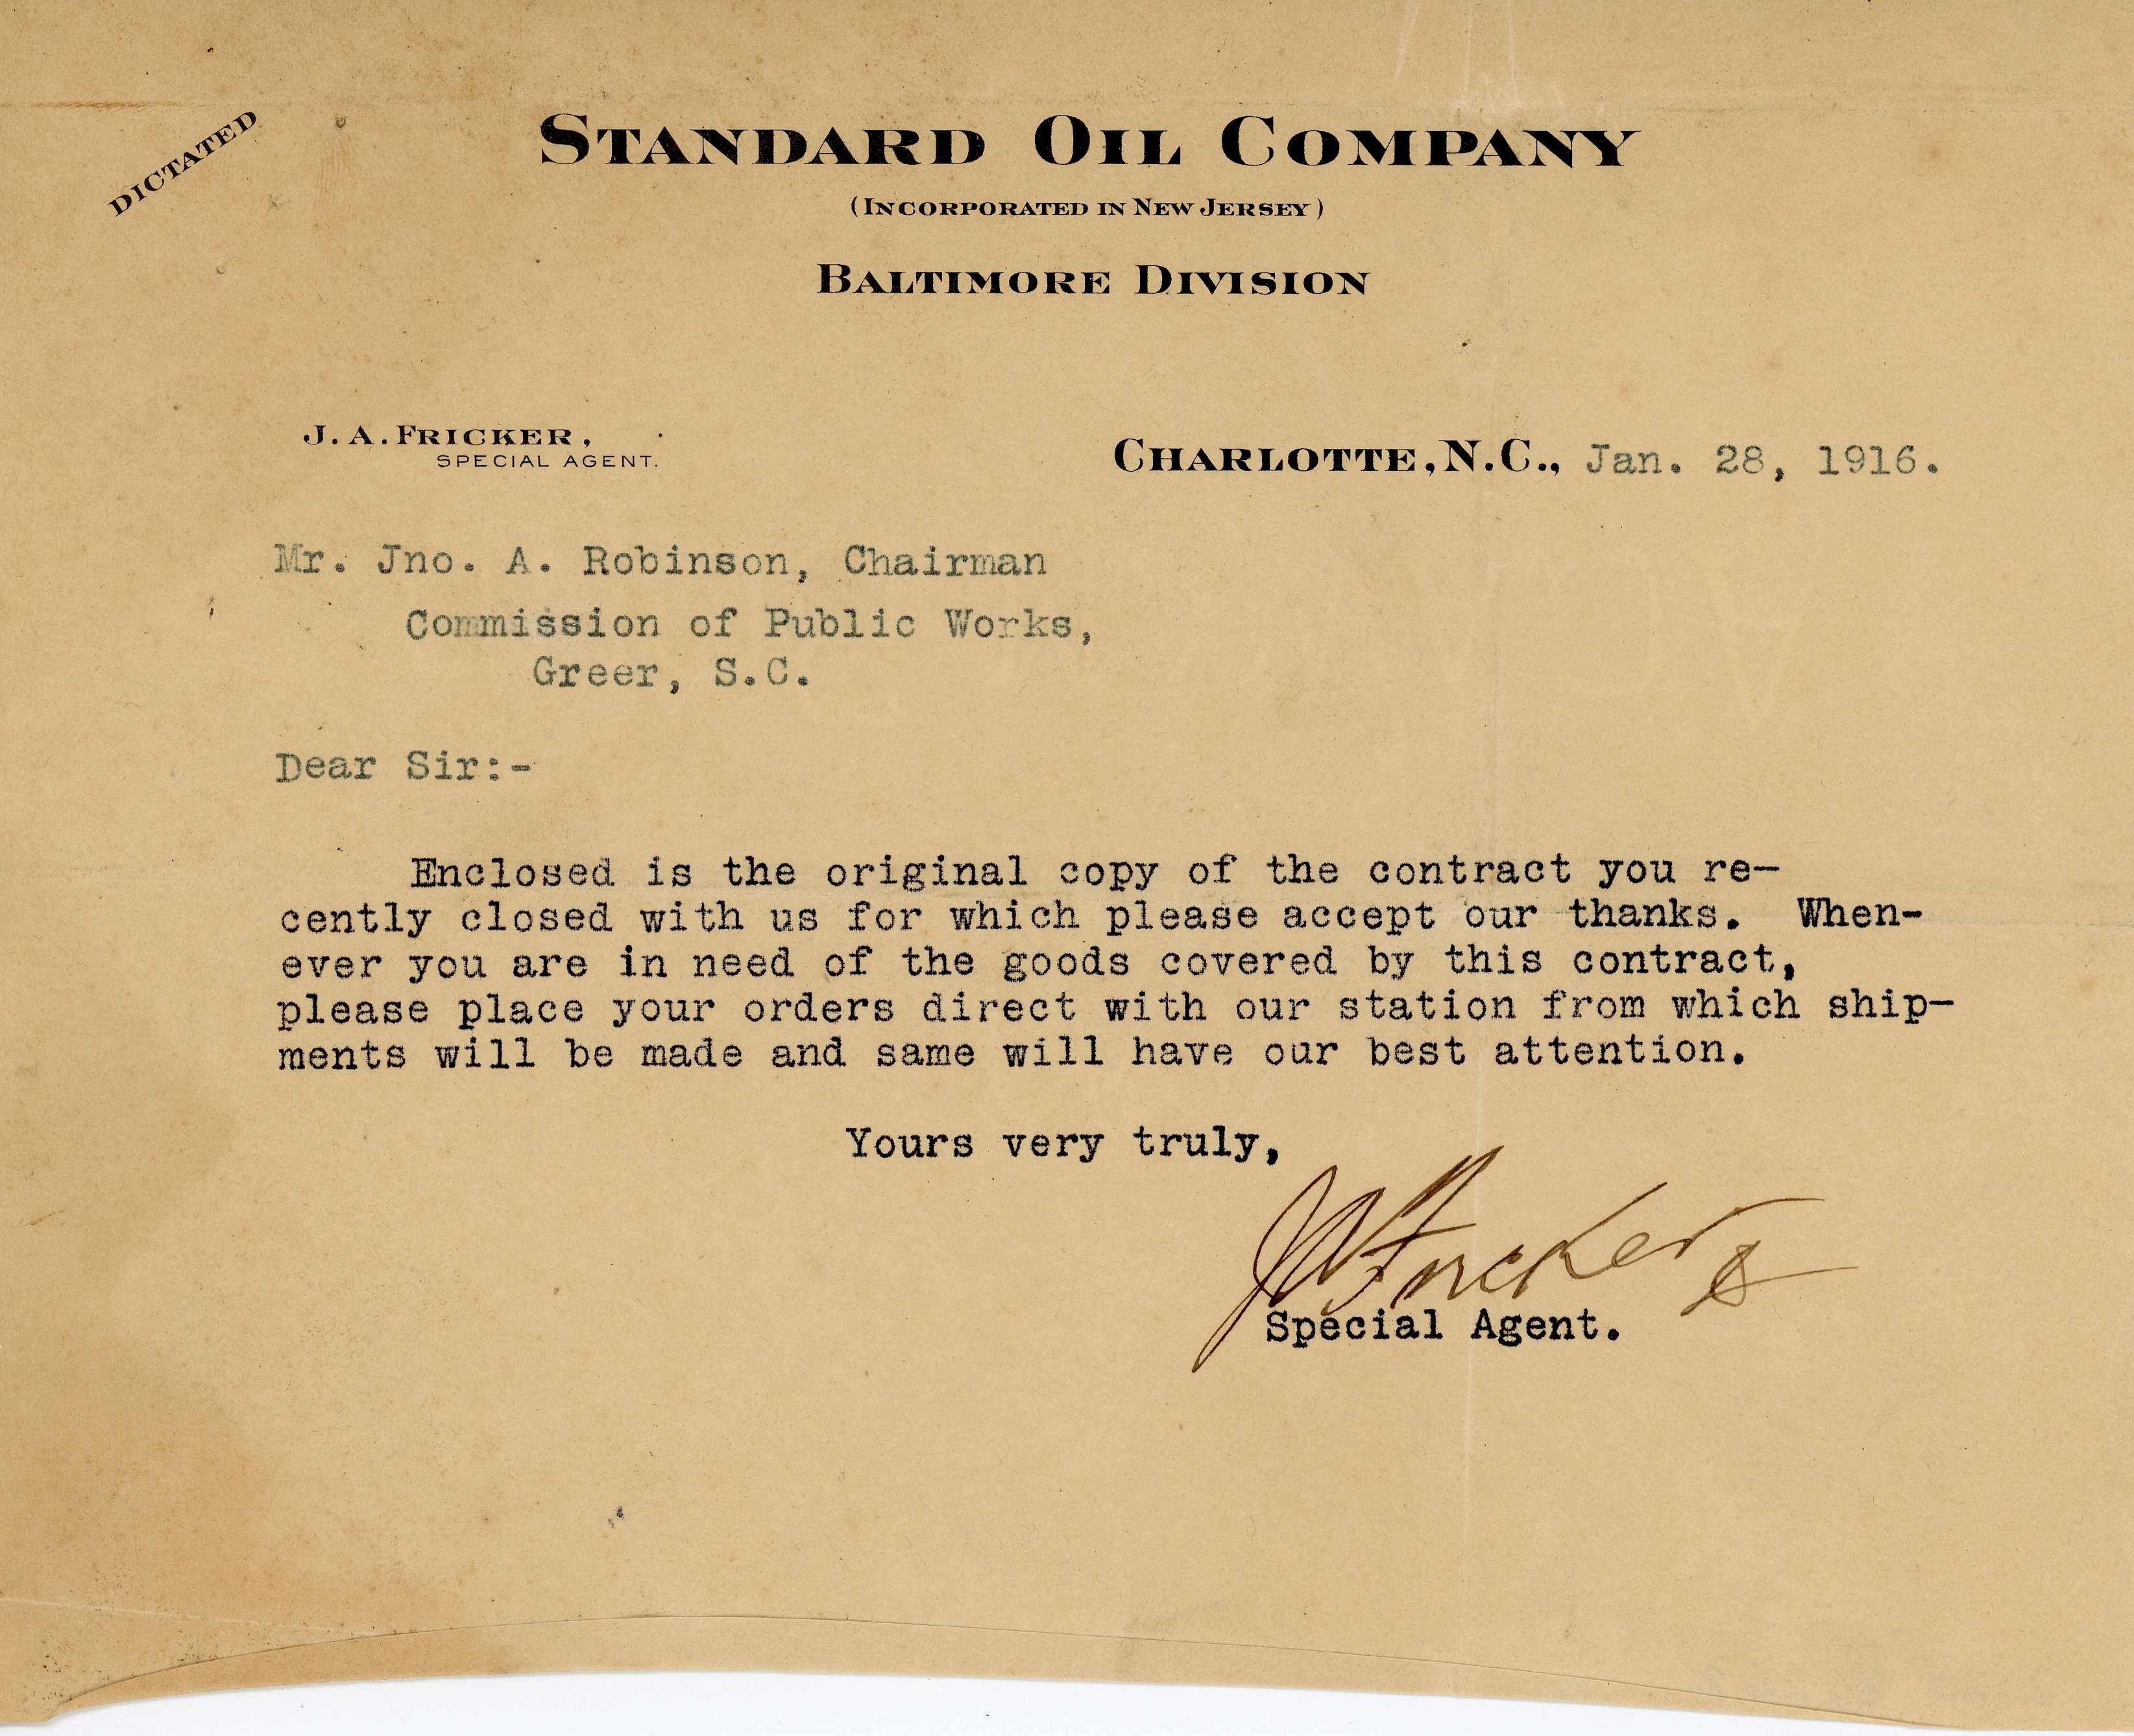 DICTATED
STANDARD OIL COMPANY
(INCORPORATED IN NEW JERSEY)
BALTIMORE DIVISION
J. A. FRICKER,
SPECIAL AGENT.
CHARLOTTE, N.C., Jan. 28, 1916.
Mr. Jno. A. Robinson, Chairman
Commission of Public Works,
Greer, S.C.
Dear Sir:-
Enclosed is the original copy of the contract you re-
cently closed with us for which please accept our thanks. When-
ever you are in need of the goods covered by this contract,
please place your orders direct with our station from which ship-
ments will be made and same will have our best attention.
Yours very truly,
JA Fricker
Special Agent.